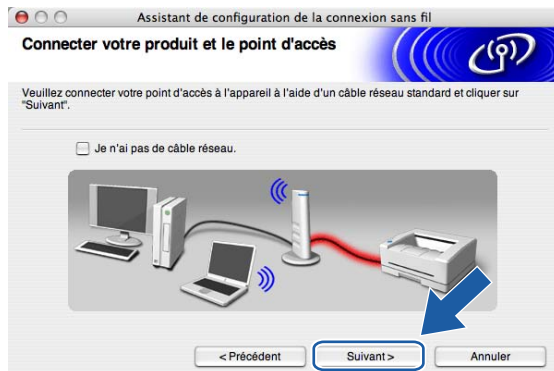 Assistant de configuration de la connexion sans fil
Connecter votre produit et le point d'accès
Veuillez connecter votre point d'accès à l'appareil à l'aide d'un câble réseau standard et cliquer sur
"Suivant".
Je n'ai pas de câble réseau.
< Précédent
Suivant >
Annuler